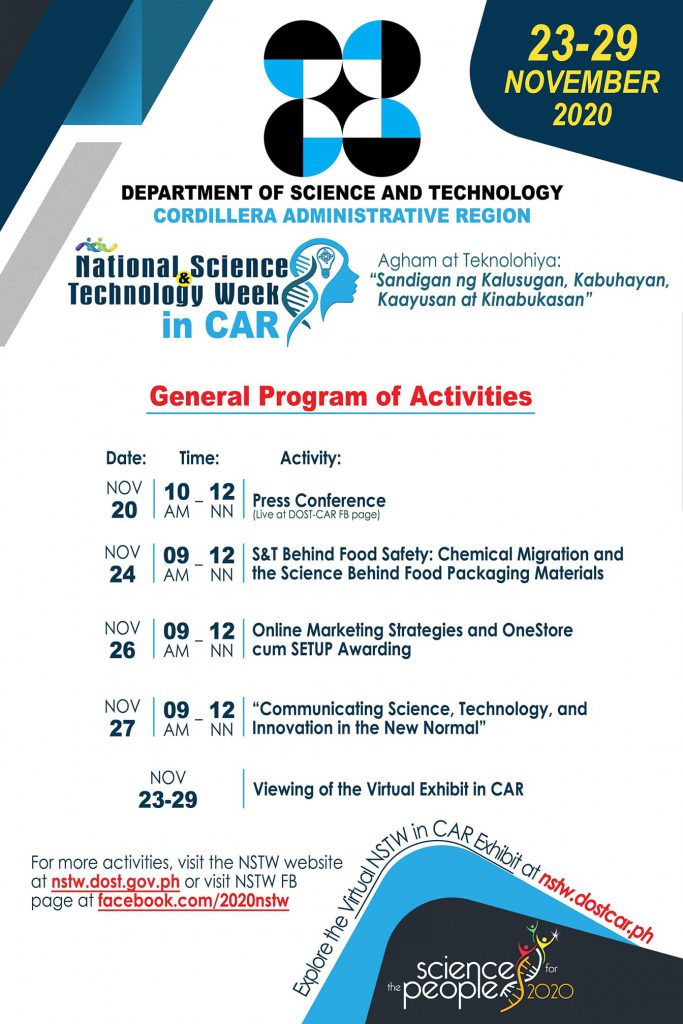 23-29
NOVEMBER
2020
DEPARTMENT OF SCIENCE AND TECHNOLOGY
CORDILLERA ADMINISTRATIVE REGION
National Science
&
Technology Week
in CAR
Agham at Teknolohiya:
“Sandigan ng Kalusugan, Kabuhayan,
Kaayusan at Kinabukasan”
General Program of Activities
Date: Time: Activity:
NOV 20 10 AM – 12 NN Press Conference
(Live at DOST-CAR FB page)
NOV 24 09 AM – 12 NN S&T Behind Food Safety: Chemical Migration and
the Science Behind Food Packaging Materials
NOV 26 09 AM – 12 NN Online Marketing Strategies and OneStore
cum SETUP Awarding
NOV 27 09 AM – 12 NN “Communicating Science, Technology, and
Innovation in the New Normal”
NOV 23-29 Viewing of the Virtual Exhibit in CAR
For more activities, visit the NSTW website
at nstw.dost.gov.ph or visit NSTW FB
page at facebook.com/2020nstw
Explore the Virtual NSTW in CAR Exhibit at nstw.dostcar.ph
science for
the people 2020